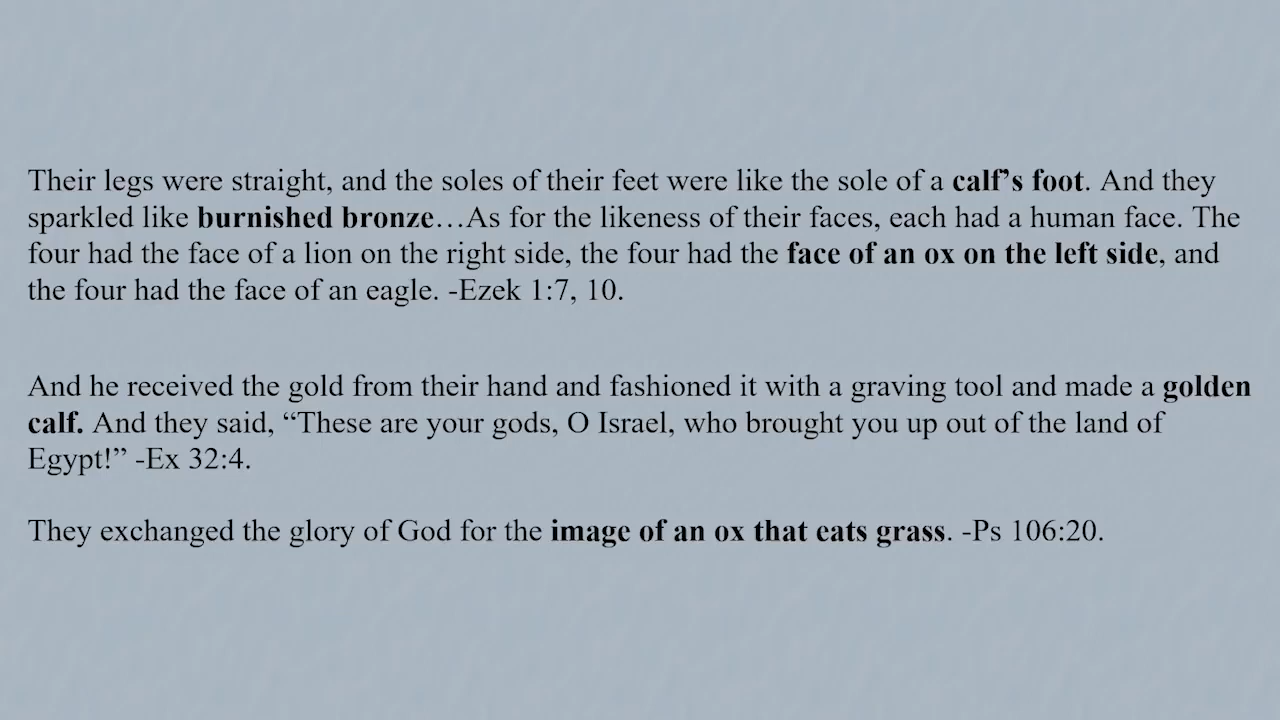 Their legs were straight, and the soles of their feet were like the sole of a calf’s foot. And they
sparkled like burnished bronze…As for the likeness of their faces, each had a human face. The
four had the face of a lion on the right side, the four had the face of an ox on the left side, and
the four had the face of an eagle. -Ezek 1:7, 10.
And he received the gold from their hand and fashioned it with a graving tool and made a golden
calf. And they said, “These are your gods, O Israel, who brought you up out of the land of
Egypt!” -Ex 32:4.
They exchanged the glory of God for the image of an ox that eats grass. -Ps 106:20.